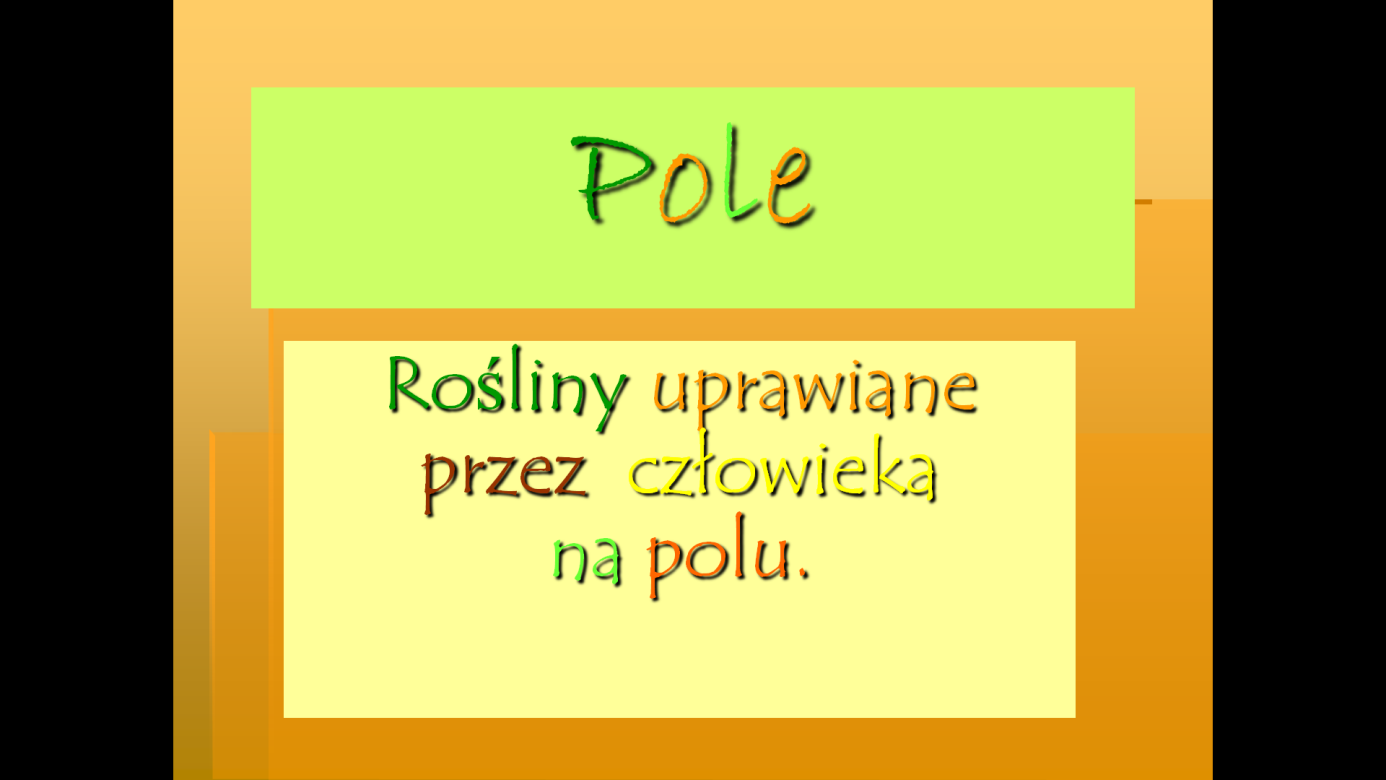 Pole
Rośliny uprawiane
przez człowieka
na polu.